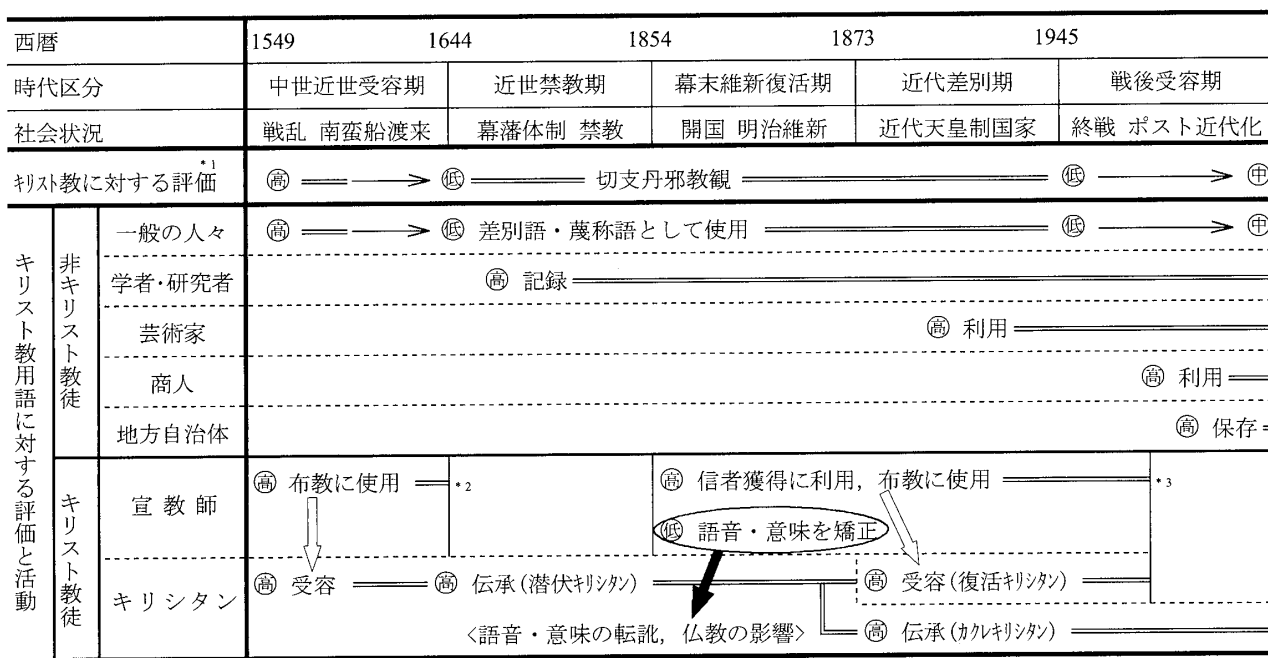 西暦 1549 1644 1854 1873 1945
時代区分 中世近世受容期 近世禁教期 幕末維新復活期 近代差別期 戦後受容期
社会状況 戦乱 南蛮船渡来 幕藩体制 禁教 開国 明治維新 近代天皇制国家 終戦 ポスト近代化
キリスト教に対する評価*1 高 低 切支丹邪教観 低 中
キリスト教用語に対する評価と活動
非キリスト教徒
一般の人々 高 低 差別語・蔑称語として使用 低 中
学者・研究者 高 記録
芸術家 高 利用
商人 高 利用
地方自治体 高 保存
キリスト教徒
宣教師 高 布教に使用 *2 高 信者獲得に利用,布教に使用 *3
低 語音・意味を矯正
キリシタン 高 受容 高 伝承(潜伏キリシタン) 高 受容(復活キリシタン)
<語音・意味の転訛,仏教の影響> 高 伝承(カクレキリシタン)